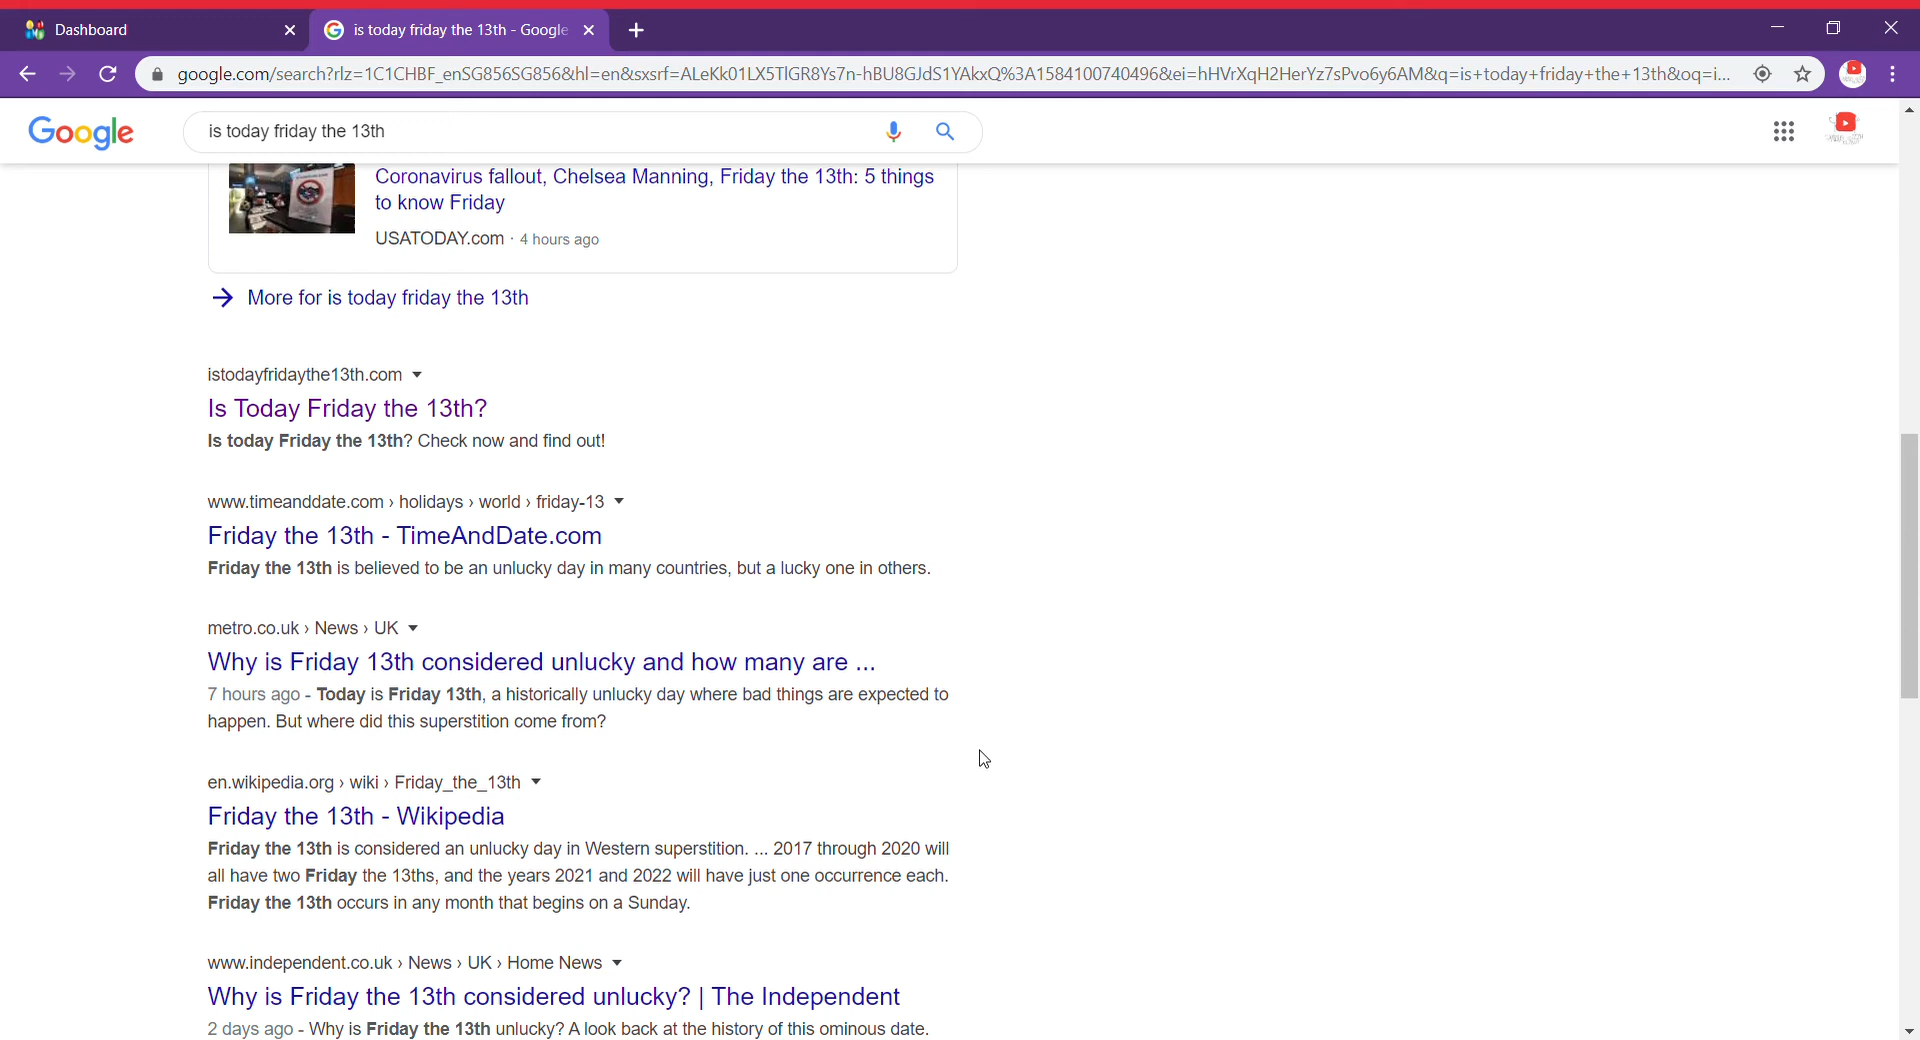 Dashboard
is today friday the 13th - Google
google.com/search?rlz=1C1CHBF_enSG856SG856&hl=en&sxsrf=ALeKk01LX5TlGR8Ys7n-hBU8GJdS1YAkxQ%3A1584100740496&ei=hHVrXqH2HerYz7sPvo6y6AM&q=is+today+friday+the+13th&oq=i...
Google
is today friday the 13th
Coronavirus fallout, Chelsea Manning, Friday the 13th: 5 things
to know Friday
USATODAY.com · 4 hours ago
More for is today friday the 13th
istodayfridaythe13th.com
Is Today Friday the 13th?
Is today Friday the 13th? Check now and find out!
www.timeanddate.com › holidays › world › friday-13
Friday the 13th - TimeAndDate.com
Friday the 13th is believed to be an unlucky day in many countries, but a lucky one in others.
metro.co.uk › News › UK
Why is Friday 13th considered unlucky and how many are ...
7 hours ago - Today is Friday 13th, a historically unlucky day where bad things are expected to
happen. But where did this superstition come from?
en.wikipedia.org › wiki › Friday_the_13th
Friday the 13th - Wikipedia
Friday the 13th is considered an unlucky day in Western superstition. ... 2017 through 2020 will
all have two Friday the 13ths, and the years 2021 and 2022 will have just one occurrence each.
Friday the 13th occurs in any month that begins on a Sunday.
www.independent.co.uk › News › UK › Home News
Why is Friday the 13th considered unlucky? | The Independent
2 days ago - Why is Friday the 13th unlucky? A look back at the history of this ominous date.